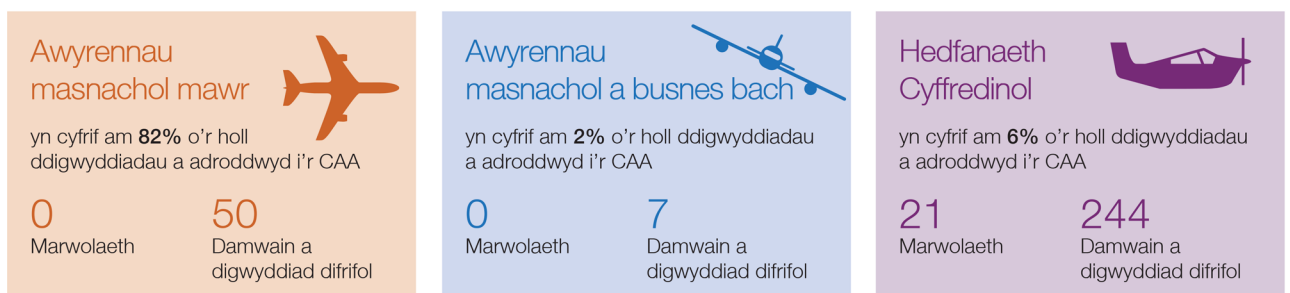 Awyrennau
masnachol mawr
yn cyfrif am 82% o'r holl
ddigwyddiadau a adroddwyd i'r CAA
0
Marwolaeth
50
Damwain a
digwyddiad difrifol
Awyrennau
masnachol a busnes bach
yn cyfrif am 2% o'r holl ddigwyddiadau
a adroddwyd i'r CAA
0
Marwolaeth
7
Damwain a
digwyddiad difrifol
Hedfanaeth
Cyffredinol
yn cyfrif am 6% o'r holl ddigwyddiadau
a adroddwyd i'r CAA
21
Marwolaeth
244
Damwain a
digwyddiad difrifol